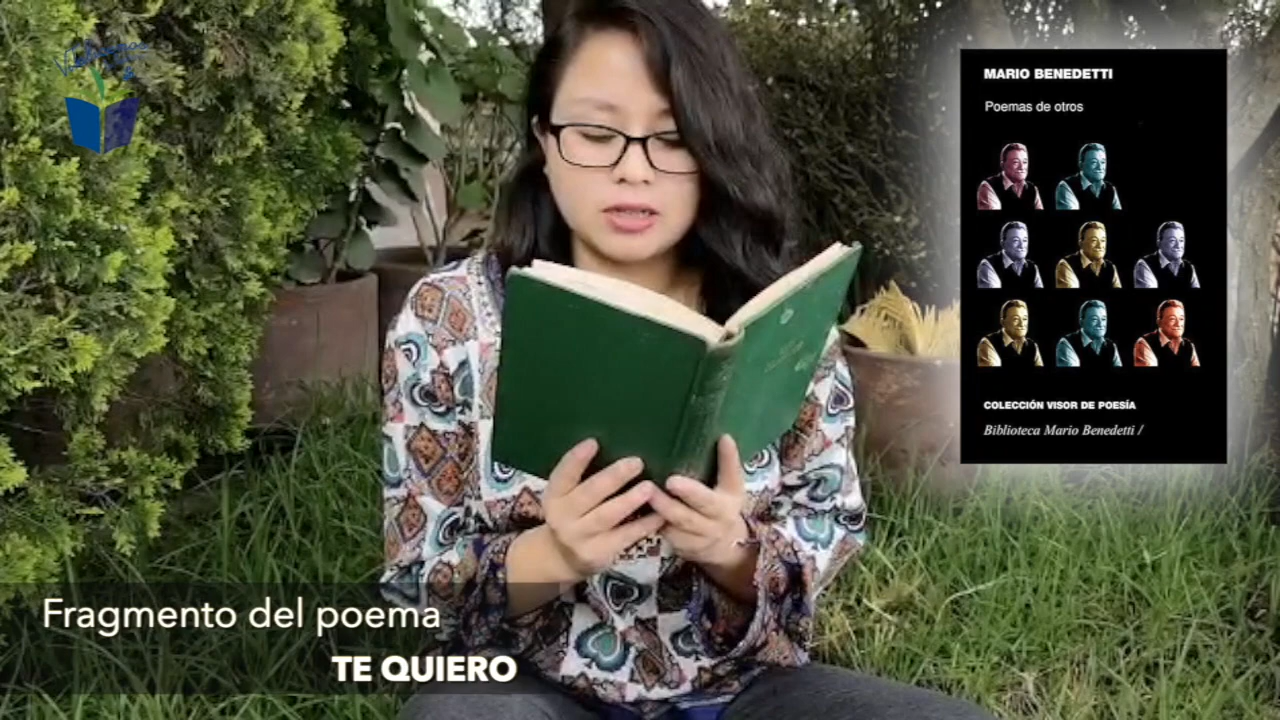 MARIO BENEDETTI
Poemas de otros
COLECCIÓN VISOR DE POESÍA
Biblioteca Mario Benedetti /
Fragmento del poema
TE QUIERO